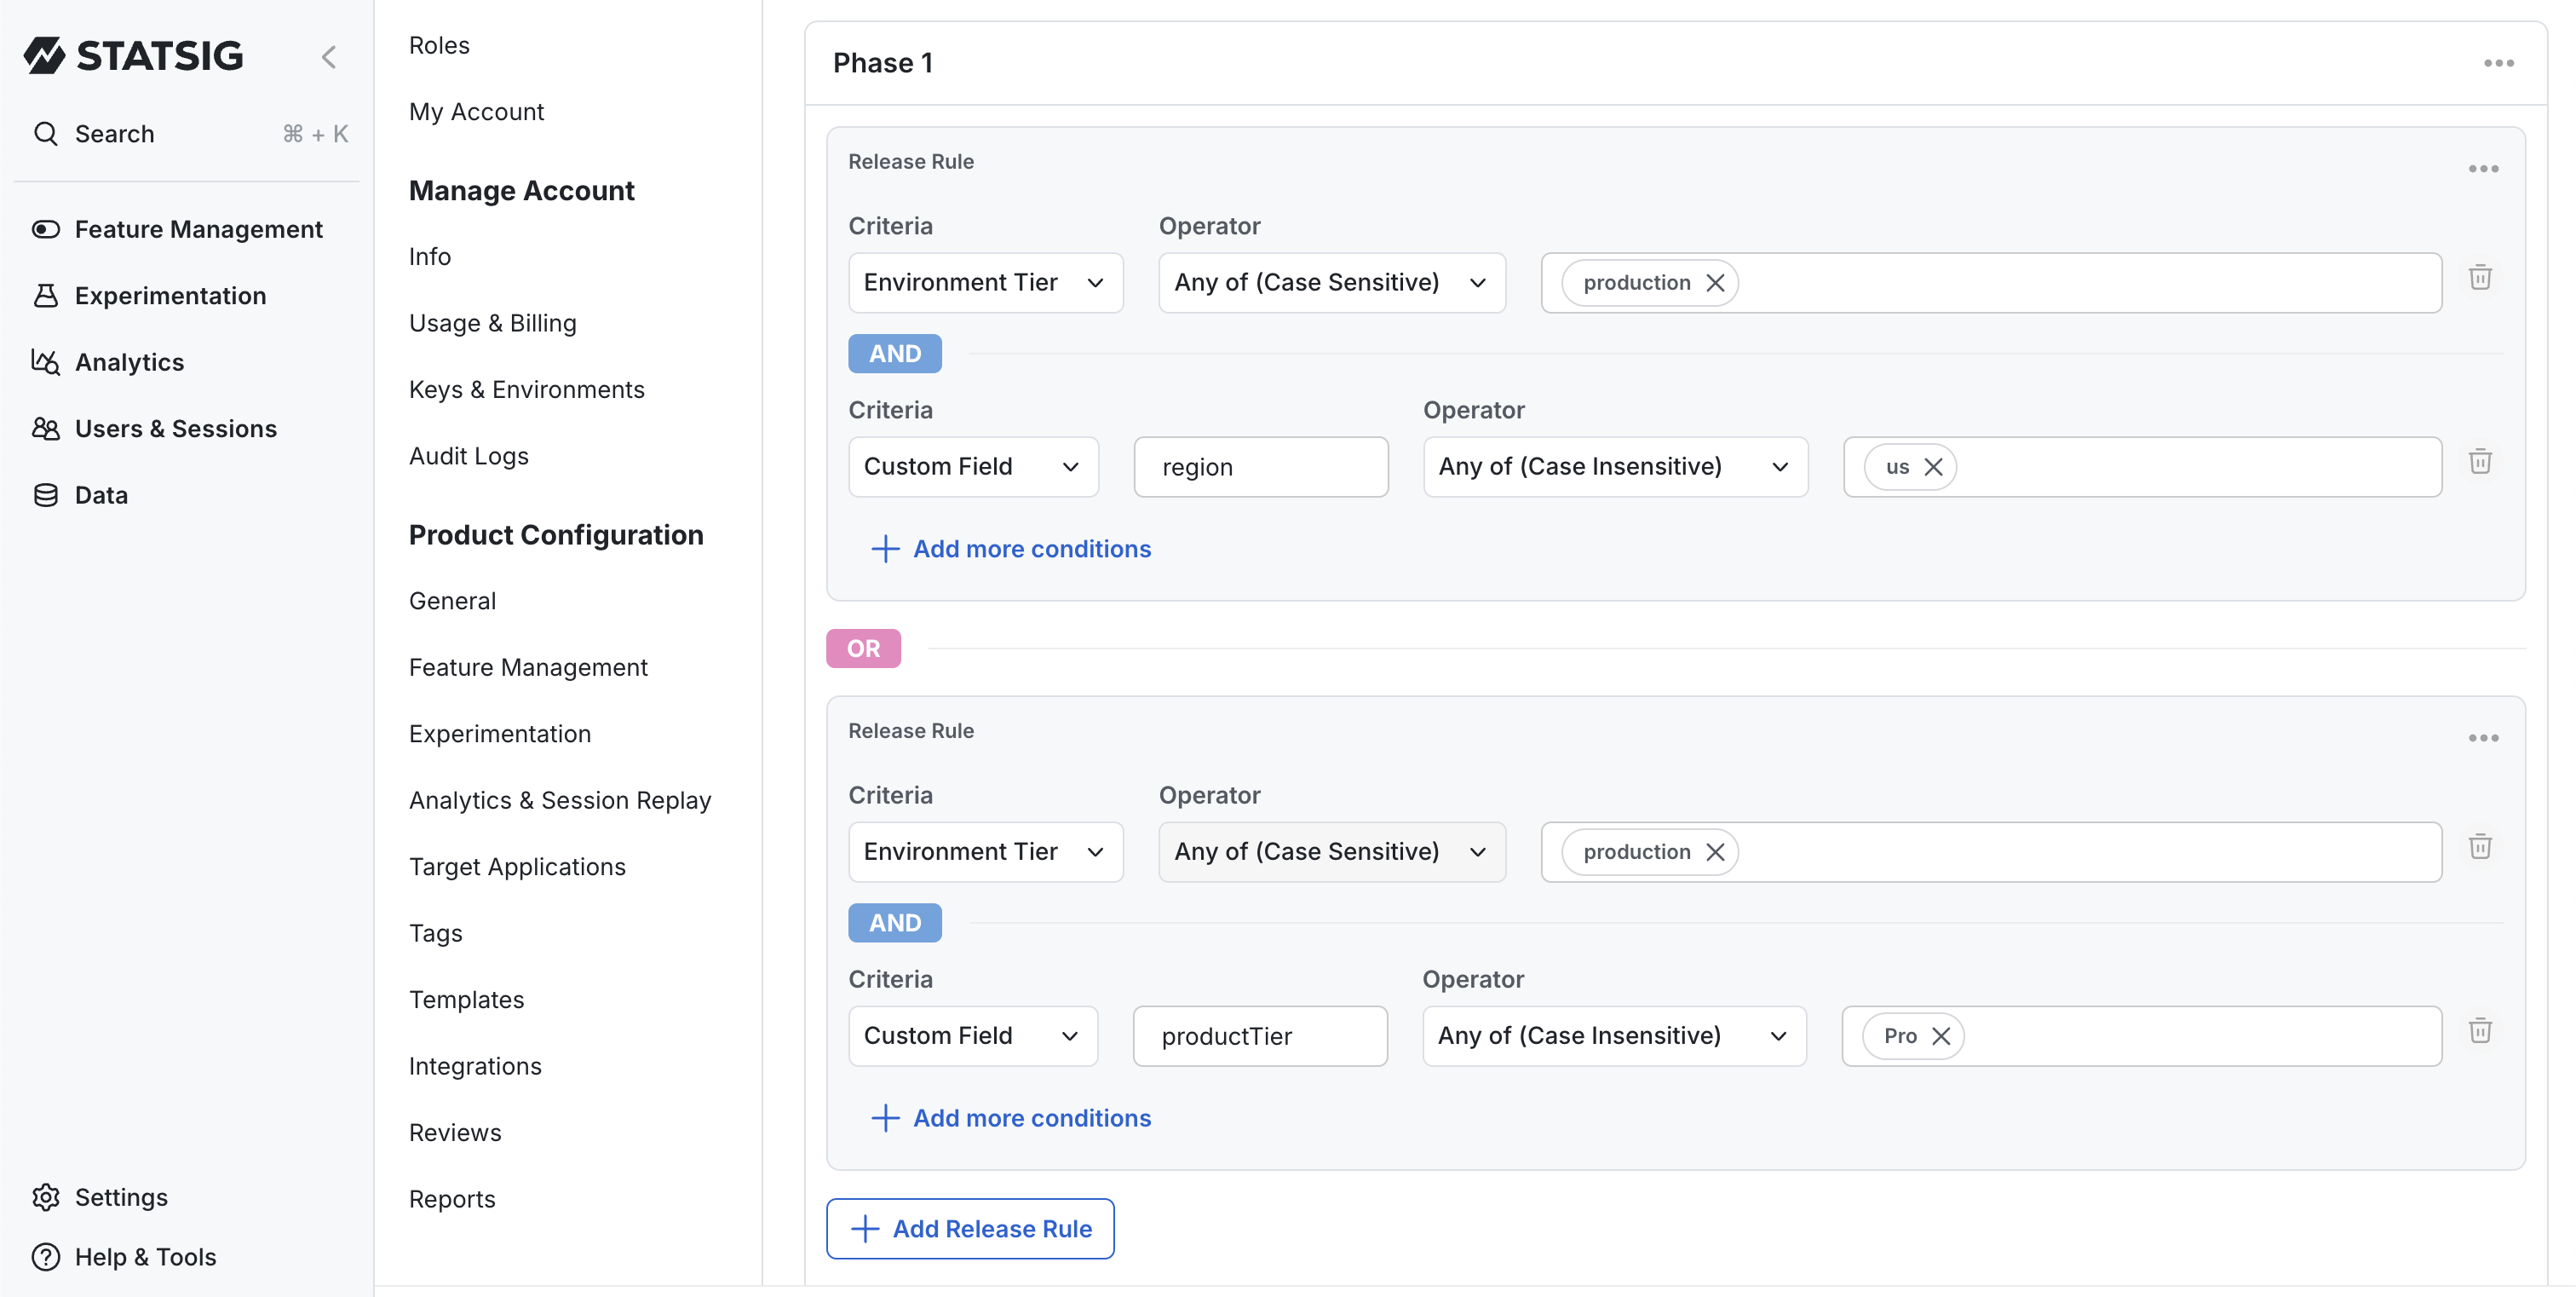 STATSIG
Search ⌘ + K
Feature Management
Experimentation
Analytics
Users & Sessions
Data
Settings
Help & Tools
Roles
My Account
Manage Account
Info
Usage & Billing
Keys & Environments
Audit Logs
Product Configuration
General
Feature Management
Experimentation
Analytics & Session Replay
Target Applications
Tags
Templates
Integrations
Reviews
Reports
Phase 1
Release Rule
Criteria Operator
Environment Tier Any of (Case Sensitive) production
AND
Criteria Operator
Custom Field region Any of (Case Insensitive) us
Add more conditions
OR
Release Rule
Criteria Operator
Environment Tier Any of (Case Sensitive) production
AND
Criteria Operator
Custom Field productTier Any of (Case Insensitive) Pro
Add more conditions
Add Release Rule